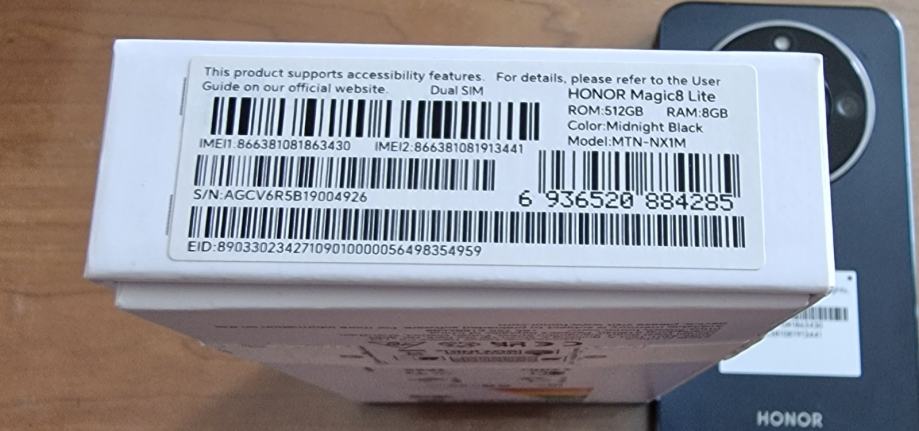 This product supports accessibility features. For details, please refer to the User
Guide on our official website.
Dual SIM
HONOR Magic8 Lite
ROM:512GB RAM:8GB
Color:Midnight Black
Model:MTN-NX1M
IMEI1:866381081863430 IMEI2:866381081913441
S/N:AGCV6R5B19004926
6 936520 884285
EID:89033023427109010000056498354959
HONOR